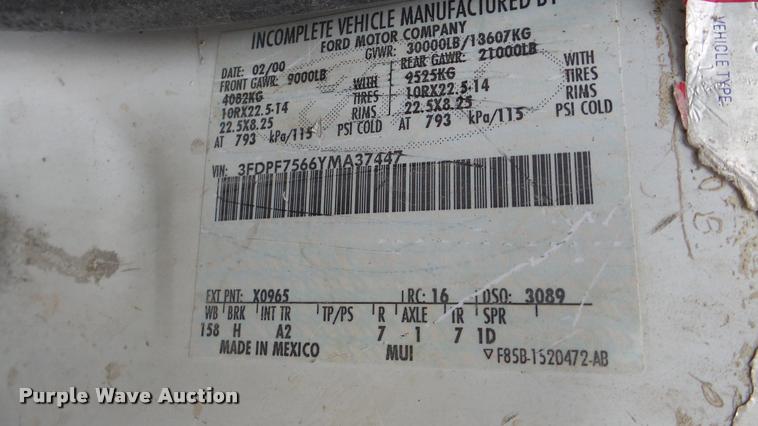 INCOMPLETE VEHICLE MANUFACTURED BY
FORD MOTOR COMPANY
DATE: 02/00 GVWR: 30000LB/13607KG
FRONT GAWR: 9000LB REAR GAWR: 21000LB
4082KG WITH 9525KG WITH
10RX22.5-14 TIRES 10RX22.5-14 TIRES
22.5X8.25 RIMS 22.5X8.25 RIMS
AT 793 kPa/115 PSI COLD AT 793 kPa/115 PSI COLD
VIN: 3FDPF7566YMA37447
EXT PNT: X0965 RC: 16 DSO: 3089
WB BRK INT TR TP/PS R AXLE TR SPR
158 H A2 7 1 7 1D
MADE IN MEXICO MUI ▽ F85B-1520472-AB
VEHICLE TYPE:
Purple Wave Auction